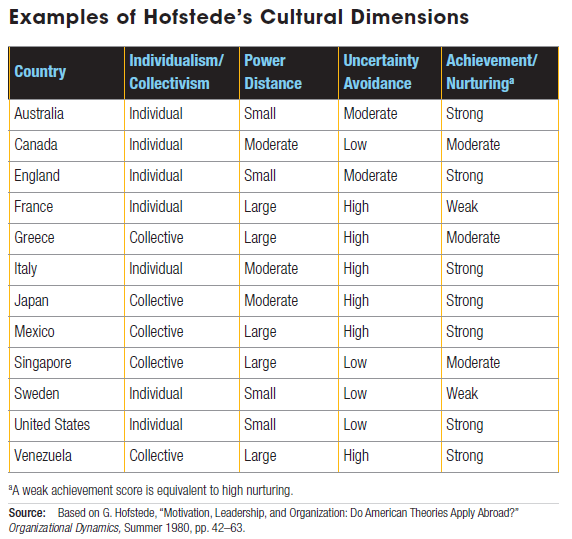 Examples of Hofstede's Cultural Dimensions
Country Individualism/ Collectivism Power Distance Uncertainty Avoidance Achievement/ Nurturingᵃ
Australia Individual Small Moderate Strong
Canada Individual Moderate Low Moderate
England Individual Small Moderate Strong
France Individual Large High Weak
Greece Collective Large High Moderate
Italy Individual Moderate High Strong
Japan Collective Moderate High Strong
Mexico Collective Large High Strong
Singapore Collective Large Low Moderate
Sweden Individual Small Low Weak
United States Individual Small Low Strong
Venezuela Collective Large High Strong
ᵃA weak achievement score is equivalent to high nurturing.
Source: Based on G. Hofstede, “Motivation, Leadership, and Organization: Do American Theories Apply Abroad?”
Organizational Dynamics, Summer 1980, pp. 42–63.